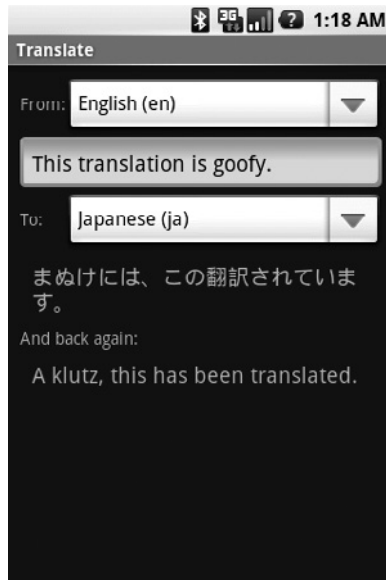 3G
1:18 AM
Translate
From: English (en)
This translation is goofy.
To: Japanese (ja)
まぬけには、この翻訳されていま
す。
And back again:
A klutz, this has been translated.